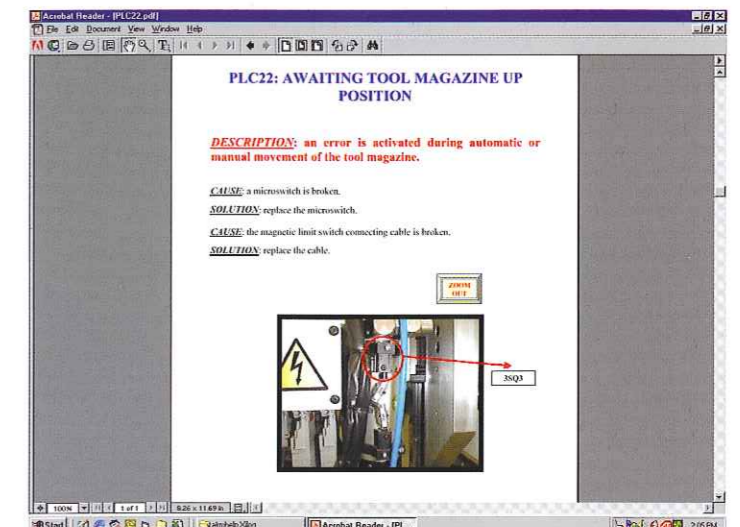 Acrobat Reader - [PLC22.pdf]
File Edit Document View Window Help
PLC22: AWAITING TOOL MAGAZINE UP
POSITION
DESCRIPTION: an error is activated during automatic or
manual movement of the tool magazine.
CAUSE: a microswitch is broken.
SOLUTION: replace the microswitch.
CAUSE: the magnetic limit switch connecting cable is broken.
SOLUTION: replace the cable.
ZOOM
OUT
3SQ3
100% 1 of 1 8.26 x 11.69 in
Start Acrobat Reader - [PL... 2:05 PM